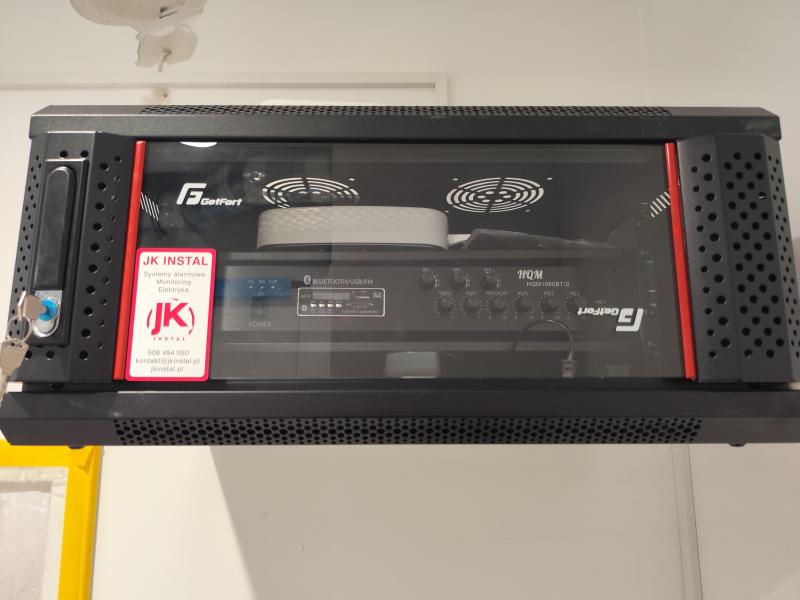 GetFort
JK INSTAL
Systemy alarmowe
Monitoring
Elektryka
JK
INSTAL
508 494 050
kontakt@jkinstal.pl
jkinstal.pl
BLUETOOTH/USB/FM
POWER
HQM
HQM1060BT/S
GetFort